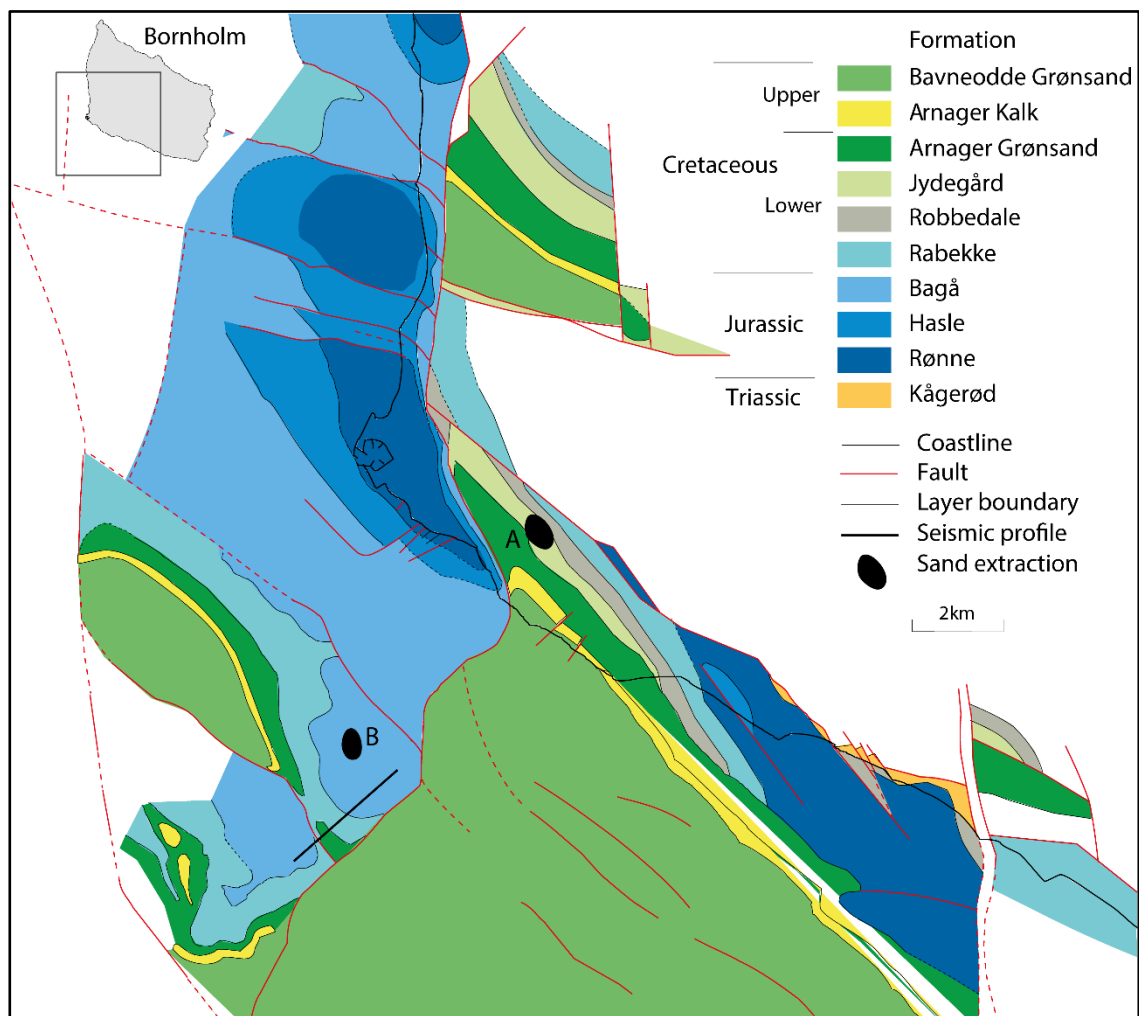 Bornholm
Formation
Upper
Bavneodde Grønsand
Arnager Kalk
Cretaceous
Arnager Grønsand
Jydegård
Lower
Robbedale
Rabekke
Bagå
Jurassic
Hasle
Rønne
Triassic
Kågerød
Coastline
Fault
Layer boundary
Seismic profile
Sand extraction
2km
A
B